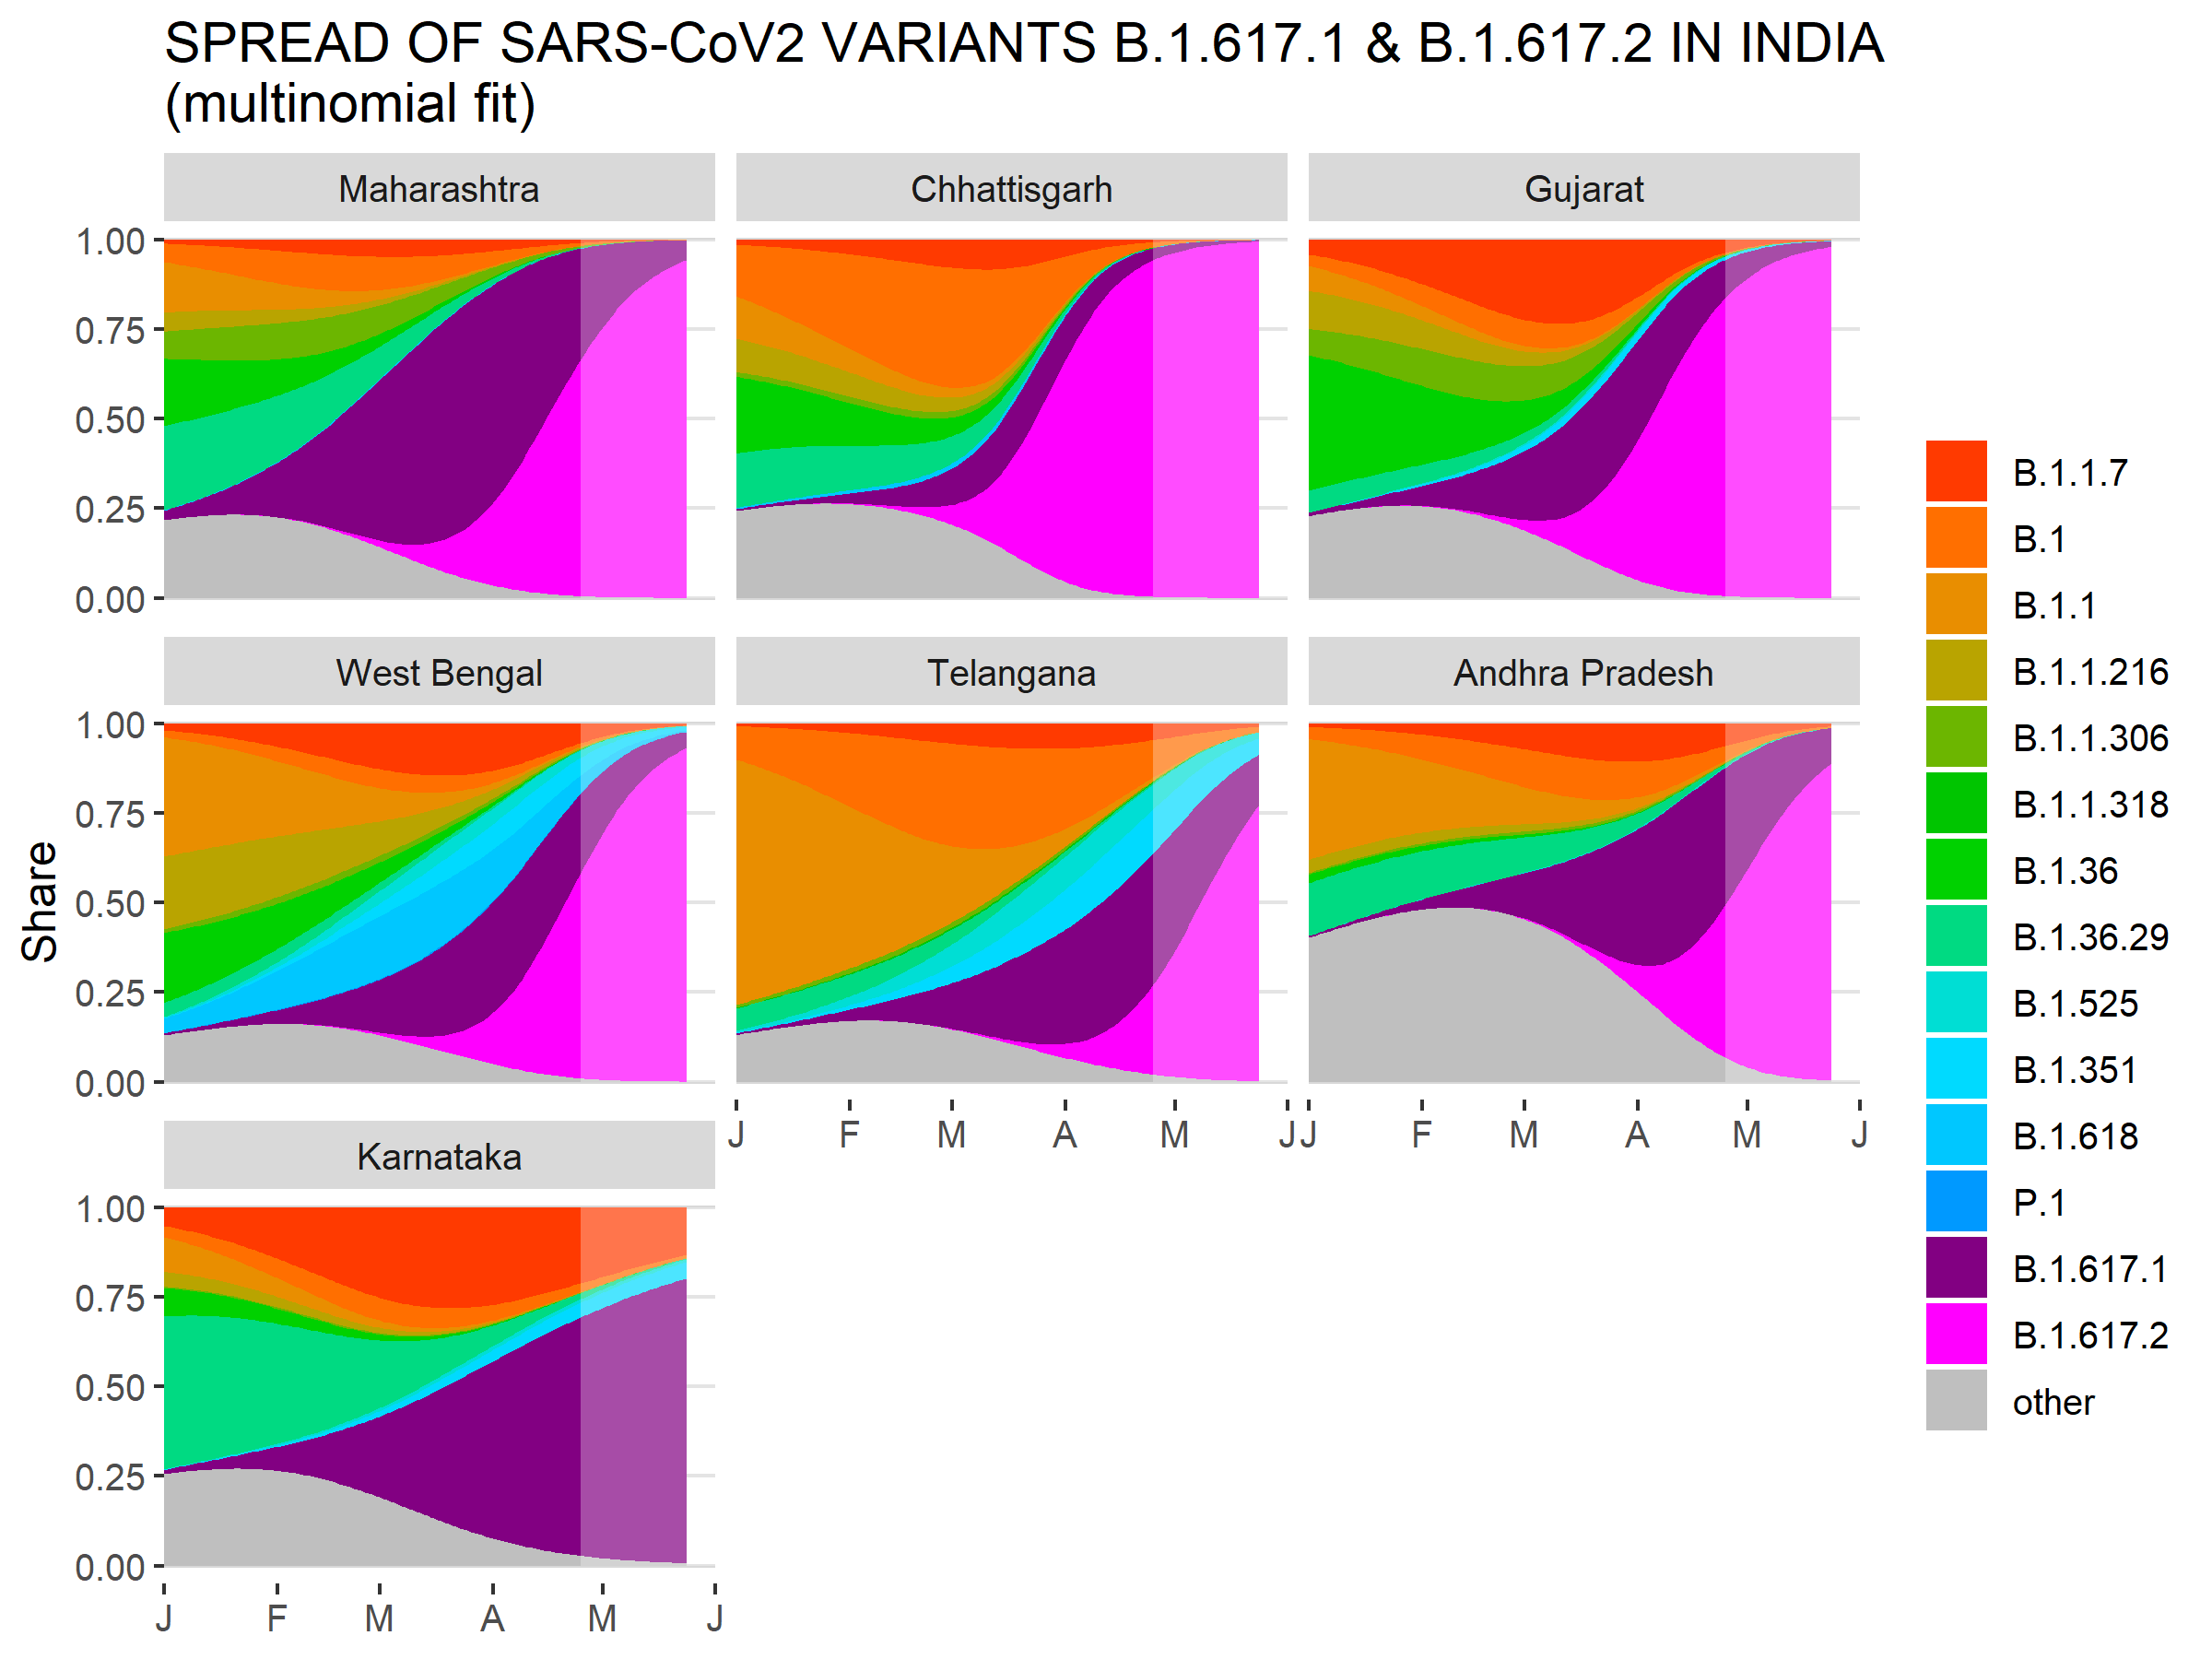 SPREAD OF SARS-CoV2 VARIANTS B.1.617.1 & B.1.617.2 IN INDIA
(multinomial fit)
Maharashtra
Chhattisgarh
Gujarat
1.00
0.75
0.50
0.25
0.00
West Bengal
Telangana
Andhra Pradesh
1.00
0.75
0.50
0.25
0.00
J F M A M J
J F M A M J
Karnataka
1.00
0.75
0.50
0.25
0.00
J F M A M J
Share
B.1.1.7
B.1
B.1.1
B.1.1.216
B.1.1.306
B.1.1.318
B.1.36
B.1.36.29
B.1.525
B.1.351
B.1.618
P.1
B.1.617.1
B.1.617.2
other